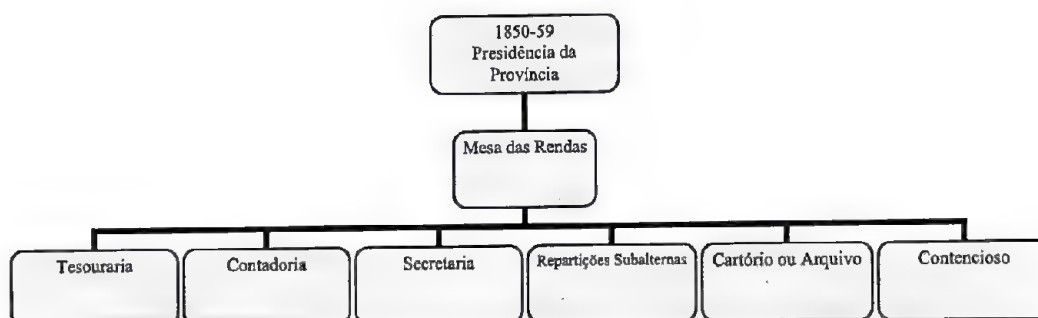 1850-59
Presidência da
Província
Mesa das Rendas
Tesouraria
Contadoria
Secretaria
Repartições Subalternas
Cartório ou Arquivo
Contencioso